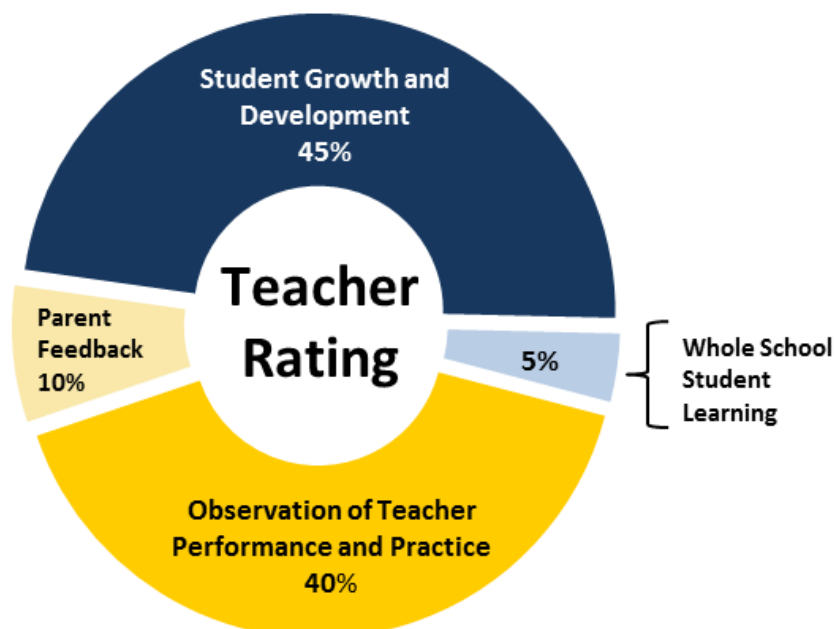 Student Growth and
Development
45%
Teacher
Rating
Parent
Feedback
10%
5%
Whole School
Student
Learning
Observation of Teacher
Performance and Practice
40%